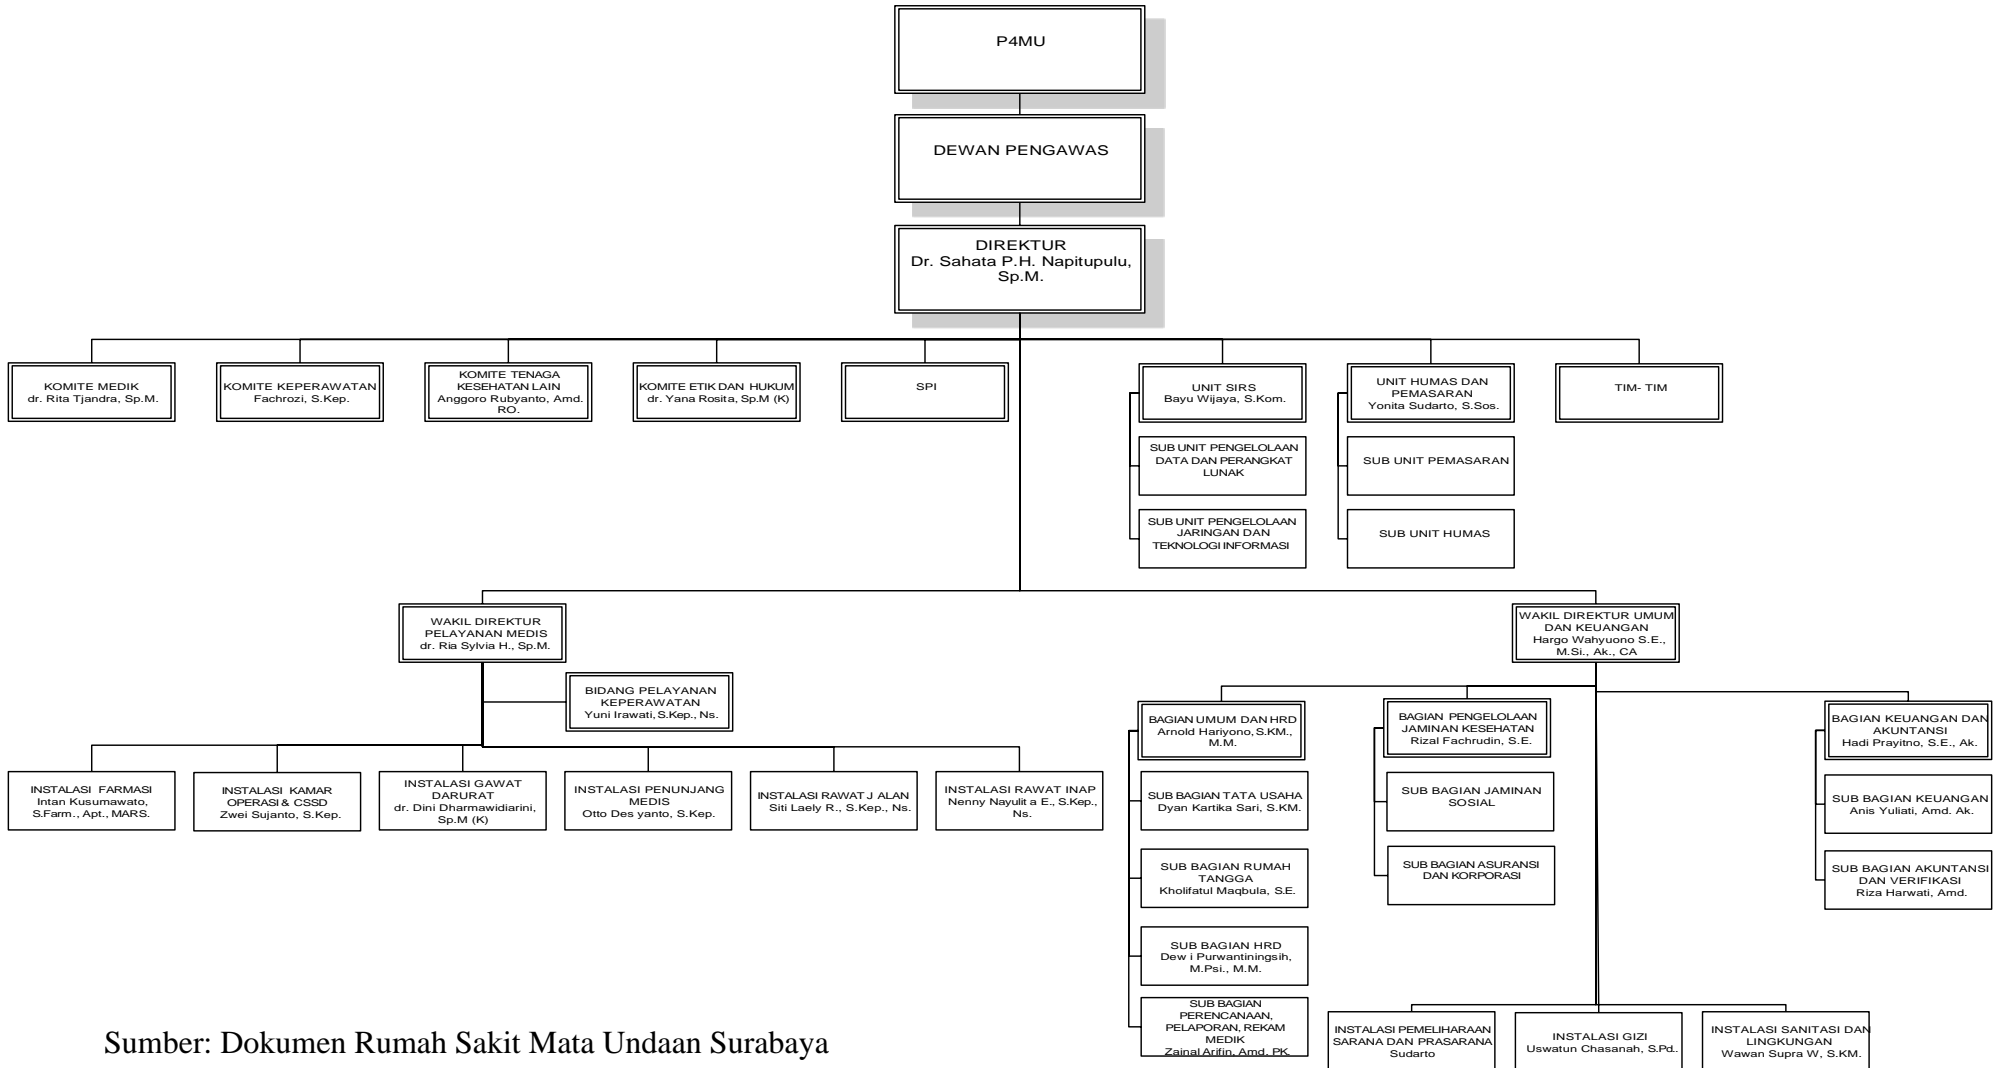 P4MU
DEWAN PENGAWAS
DIREKTUR
Dr. Sahata P.H. Napitupulu,
Sp.M.
KOMITE MEDIK
dr. Rita Tjandra, Sp.M.
KOMITE KEPERAWATAN
Fachrozi, S.Kep.
KOMITE TENAGA
KESEHATAN LAIN
Anggoro Rubyanto, Amd.
RO.
KOMITE ETIK DAN HUKUM
dr. Yana Rosita, Sp.M (K)
SPI
UNIT SIRS
Bayu Wijaya, S.Kom.
UNIT HUMAS DAN
PEMASARAN
Yonita Sudarto, S.Sos.
TIM- TIM
SUB UNIT PENGELOLAAN
DATA DAN PERANGKAT
LUNAK
SUB UNIT PEMASARAN
SUB UNIT PENGELOLAAN
JARINGAN DAN
TEKNOLOGI INFORMASI
SUB UNIT HUMAS
WAKIL DIREKTUR
PELAYANAN MEDIS
dr. Ria Sylvia H., Sp.M.
WAKIL DIREKTUR UMUM
DAN KEUANGAN
Hargo Wahyuono S.E.,
M.Si., Ak., CA
BIDANG PELAYANAN
KEPERAWATAN
Yuni Irawati, S.Kep., Ns.
BAGIAN UMUM DAN HRD
Arnold Hariyono, S.KM.,
M.M.
BAGIAN PENGELOLAAN
JAMINAN KESEHATAN
Rizal Fachrudin, S.E.
BAGIAN KEUANGAN DAN
AKUNTANSI
Hadi Prayitno, S.E., Ak.
INSTALASI FARMASI
Intan Kusumawato,
S.Farm., Apt., MARS.
INSTALASI KAMAR
OPERASI & CSSD
Zwei Sujanto, S.Kep.
INSTALASI GAWAT
DARURAT
dr. Dini Dharmawidiarini,
Sp.M (K)
INSTALASI PENUNJANG
MEDIS
Otto Des yanto, S.Kep.
INSTALASI RAWAT J ALAN
Siti Laely R., S.Kep., Ns.
INSTALASI RAWAT INAP
Nenny Nayulit a E., S.Kep.,
Ns.
SUB BAGIAN TATA USAHA
Dyan Kartika Sari, S.KM.
SUB BAGIAN JAMINAN
SOSIAL
SUB BAGIAN KEUANGAN
Anis Yuliati, Amd. Ak.
SUB BAGIAN RUMAH
TANGGA
Kholifatul Maqbula, S.E.
SUB BAGIAN ASURANSI
DAN KORPORASI
SUB BAGIAN AKUNTANSI
DAN VERIFIKASI
Riza Harwati, Amd.
SUB BAGIAN HRD
Dew i Purwantiningsih,
M.Psi., M.M.
SUB BAGIAN
PERENCANAAN,
PELAPORAN, REKAM
MEDIK
Zainal Arifin, Amd. PK.
INSTALASI PEMELIHARAAN
SARANA DAN PRASARANA
Sudarto
INSTALASI GIZI
Uswatun Chasanah, S.Pd..
INSTALASI SANITASI DAN
LINGKUNGAN
Wawan Supra W, S.KM.
Sumber: Dokumen Rumah Sakit Mata Undaan Surabaya